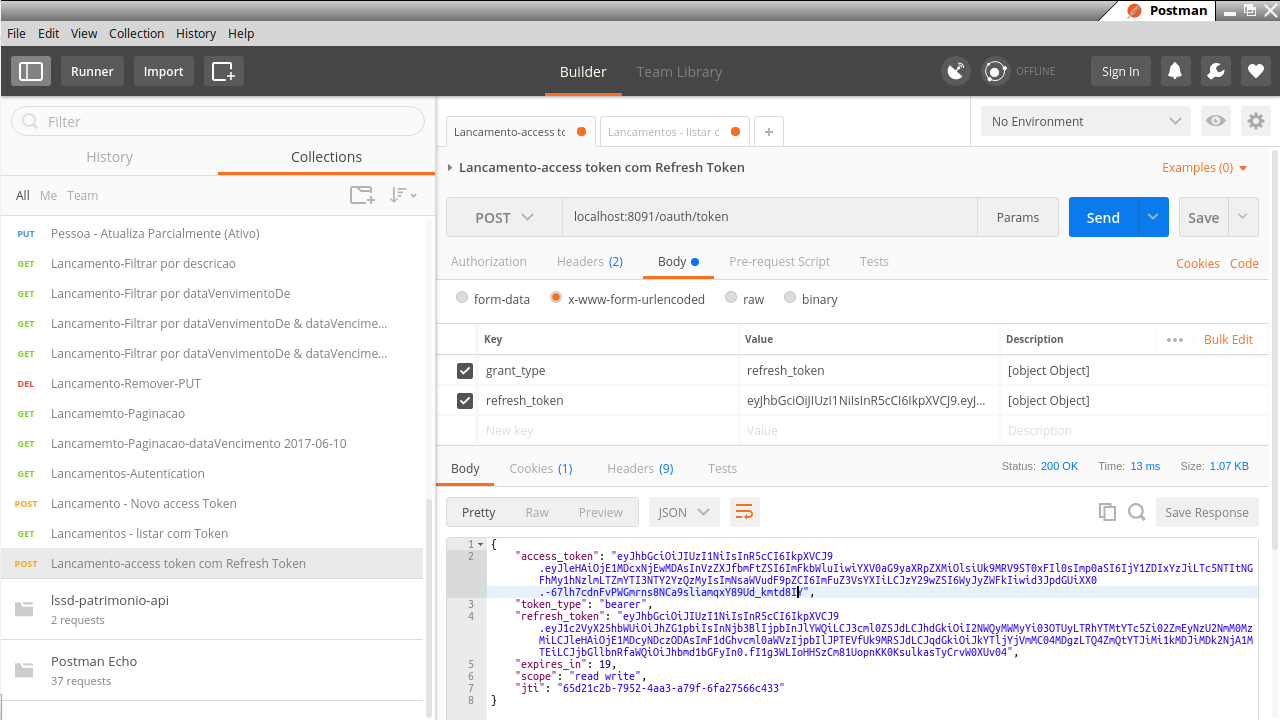 Postman
File Edit View Collection History Help
Runner Import Builder Team Library OFFLINE Sign In
Filter
History Collections
All Me Team
PUT Pessoa - Atualiza Parcialmente (Ativo)
GET Lancamento-Filtrar por descricao
GET Lancamento-Filtrar por dataVenvimentoDe
GET Lancamento-Filtrar por dataVenvimentoDe & dataVencime...
GET Lancamento-Filtrar por dataVenvimentoDe & dataVencime...
DEL Lancamento-Remover-PUT
GET Lancamemto-Paginacao
GET Lancamemto-Paginacao-dataVencimento 2017-06-10
GET Lancamentos-Autentication
POST Lancamento - Novo access Token
GET Lancamentos - listar com Token
POST Lancamento-access token com Refresh Token
lssd-patrimonio-api
2 requests
Postman Echo
37 requests
Lancamento-access tc Lancamentos - listar c + No Environment
Lancamento-access token com Refresh Token Examples (0)
POST localhost:8091/oauth/token Params Send Save
Authorization Headers (2) Body Pre-request Script Tests Cookies Code
form-data x-www-form-urlencoded raw binary
Key Value Description ••• Bulk Edit
grant_type refresh_token [object Object]
refresh_token eyJhbGciOiJIUzI1NiIsInR5cCI6IkpXVCJ9.eyJ... [object Object]
New key Value Description
Body Cookies (1) Headers (9) Tests Status: 200 OK Time: 13 ms Size: 1.07 KB
Pretty Raw Preview JSON Save Response
1 {
2 "access_token": "eyJhbGciOiJIUzI1NiIsInR5cCI6IkpXVCJ9
3 "token_type": "bearer",
4 "refresh_token": "eyJhbGciOiJIUzI1NiIsInR5cCI6IkpXVCJ9
5 "expires_in": 19,
6 "scope": "read write",
7 "jti": "65d21c2b-7952-4aa3-a79f-6fa27566c433"
8 }